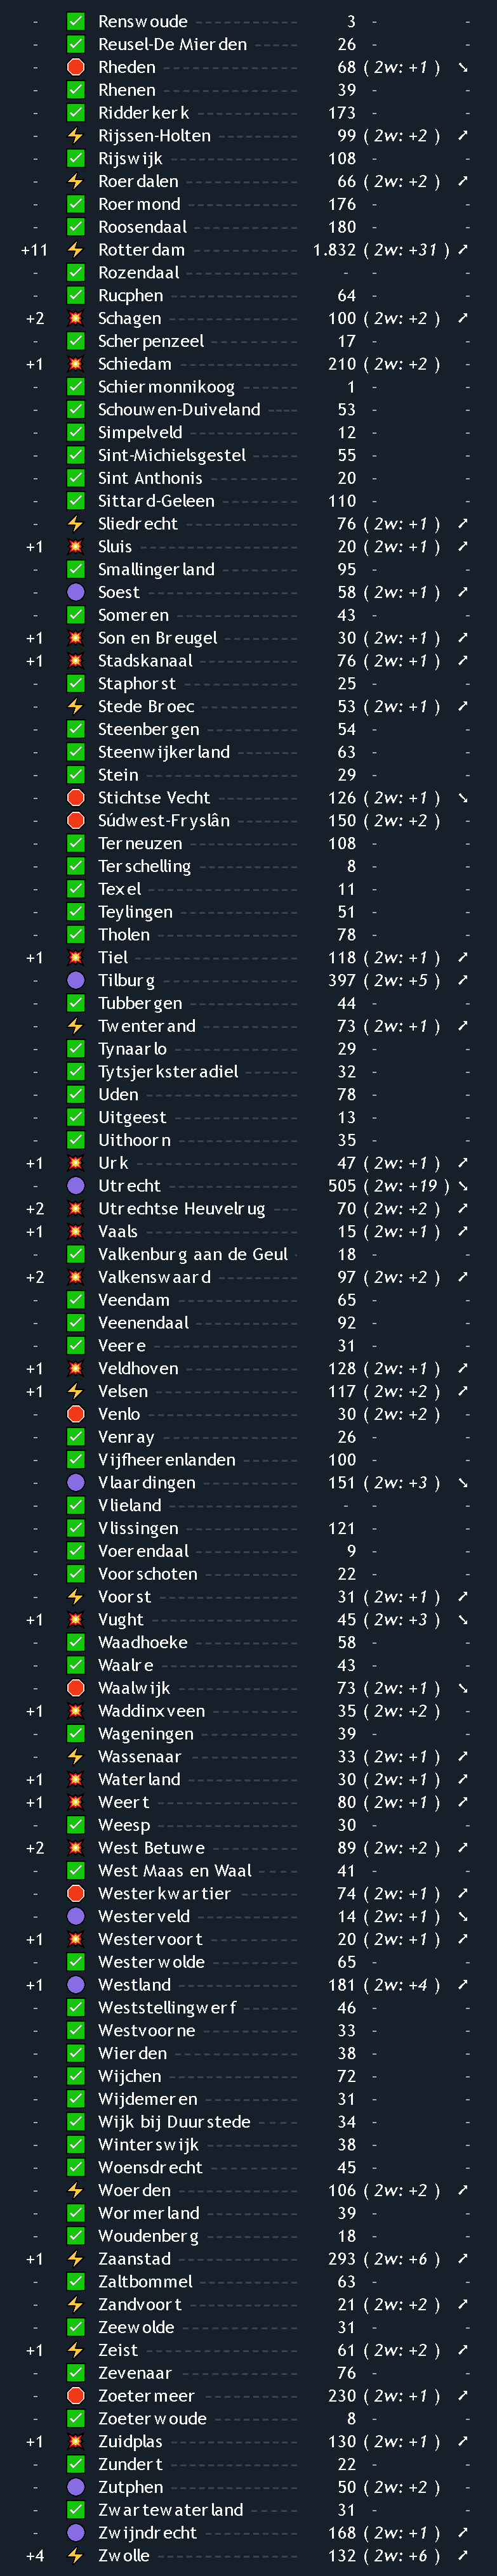 - ✅ Renswoude 3 - -
- ✅ Reusel-De Mierden 26 - -
- 🛑 Rheden 68 ( 2w: +1 ) ↘
- ✅ Rhenen 39 - -
- ✅ Ridderkerk 173 - -
- ⚡ Rijssen-Holten 99 ( 2w: +2 ) ↗
- ✅ Rijswijk 108 - -
- ⚡ Roerdalen 66 ( 2w: +2 ) ↗
- ✅ Roermond 176 - -
- ✅ Roosendaal 180 - -
+11 ⚡ Rotterdam 1.832 ( 2w: +31 ) ↗
- ✅ Rozendaal - - -
- ✅ Rucphen 64 - -
+2 💥 Schagen 100 ( 2w: +2 ) ↗
- ✅ Scherpenzeel 17 - -
+1 💥 Schiedam 210 ( 2w: +2 ) -
- ✅ Schiermonnikoog 1 - -
- ✅ Schouwen-Duiveland 53 - -
- ✅ Simpelveld 12 - -
- ✅ Sint-Michielsgestel 55 - -
- ✅ Sint Anthonis 20 - -
- ✅ Sittard-Geleen 110 - -
- ⚡ Sliedrecht 76 ( 2w: +1 ) ↗
+1 💥 Sluis 20 ( 2w: +1 ) ↗
- ✅ Smallingerland 95 - -
- 🟣 Soest 58 ( 2w: +1 ) ↗
- ✅ Someren 43 - -
+1 💥 Son en Breugel 30 ( 2w: +1 ) ↗
+1 💥 Stadskanaal 76 ( 2w: +1 ) ↗
- ✅ Staphorst 25 - -
- ⚡ Stede Broec 53 ( 2w: +1 ) ↗
- ✅ Steenbergen 54 - -
- ✅ Steenwijkerland 63 - -
- ✅ Stein 29 - -
- 🛑 Stichtse Vecht 126 ( 2w: +1 ) ↘
- 🛑 Súdwest-Fryslân 150 ( 2w: +2 ) -
- ✅ Terneuzen 108 - -
- ✅ Terschelling 8 - -
- ✅ Texel 11 - -
- ✅ Teylingen 51 - -
- ✅ Tholen 78 - -
+1 💥 Tiel 118 ( 2w: +1 ) ↗
- 🟣 Tilburg 397 ( 2w: +5 ) ↗
- ✅ Tubbergen 44 - -
- ⚡ Twenterand 73 ( 2w: +1 ) ↗
- ✅ Tynaarlo 29 - -
- ✅ Tytsjerksteradiel 32 - -
- ✅ Uden 78 - -
- ✅ Uitgeest 13 - -
- ✅ Uithoorn 35 - -
+1 💥 Urk 47 ( 2w: +1 ) ↗
- 🟣 Utrecht 505 ( 2w: +19 ) ↘
+2 💥 Utrechtse Heuvelrug 70 ( 2w: +2 ) ↗
+1 💥 Vaals 15 ( 2w: +1 ) ↗
- ✅ Valkenburg aan de Geul 18 - -
+2 💥 Valkenswaard 97 ( 2w: +2 ) ↗
- ✅ Veendam 65 - -
- ✅ Veenendaal 92 - -
- ✅ Veere 31 - -
+1 💥 Veldhoven 128 ( 2w: +1 ) ↗
+1 ⚡ Velsen 117 ( 2w: +2 ) ↗
- 🛑 Venlo 30 ( 2w: +2 ) -
- ✅ Venray 26 - -
- ✅ Vijfheerenlanden 100 - -
- 🟣 Vlaardingen 151 ( 2w: +3 ) ↘
- ✅ Vlieland - - -
- ✅ Vlissingen 121 - -
- ✅ Voerendaal 9 - -
- ✅ Voorschoten 22 - -
- ⚡ Voorst 31 ( 2w: +1 ) ↗
+1 💥 Vught 45 ( 2w: +3 ) ↘
- ✅ Waadhoeke 58 - -
- ✅ Waalre 43 - -
- 🛑 Waalwijk 73 ( 2w: +1 ) ↘
+1 💥 Waddinxveen 35 ( 2w: +2 ) -
- ✅ Wageningen 39 - -
- ⚡ Wassenaar 33 ( 2w: +1 ) ↗
+1 💥 Waterland 30 ( 2w: +1 ) ↗
+1 💥 Weert 80 ( 2w: +1 ) ↗
- ✅ Weesp 30 - -
+2 💥 West Betuwe 89 ( 2w: +2 ) ↗
- ✅ West Maas en Waal 41 - -
- 🛑 Westerkwartier 74 ( 2w: +1 ) ↗
- 🟣 Westerveld 14 ( 2w: +1 ) ↘
+1 💥 Westervoort 20 ( 2w: +1 ) ↗
- ✅ Westerwolde 65 - -
+1 🟣 Westland 181 ( 2w: +4 ) ↗
- ✅ Weststellingwerf 46 - -
- ✅ Westvoorne 33 - -
- ✅ Wierden 38 - -
- ✅ Wijchen 72 - -
- ✅ Wijdemeren 31 - -
- ✅ Wijk bij Duurstede 34 - -
- ✅ Winterswijk 38 - -
- ✅ Woensdrecht 45 - -
- ⚡ Woerden 106 ( 2w: +2 ) ↗
- ✅ Wormerland 39 - -
- ✅ Woudenberg 18 - -
+1 ⚡ Zaanstad 293 ( 2w: +6 ) ↗
- ✅ Zaltbommel 63 - -
- ⚡ Zandvoort 21 ( 2w: +2 ) ↗
- ✅ Zeewolde 31 - -
+1 ⚡ Zeist 61 ( 2w: +2 ) ↗
- ✅ Zevenaar 76 - -
- 🛑 Zoetermeer 230 ( 2w: +1 ) ↗
- ✅ Zoeterwoude 8 - -
+1 💥 Zuidplas 130 ( 2w: +1 ) ↗
- ✅ Zundert 22 - -
- 🟣 Zutphen 50 ( 2w: +2 ) -
- ✅ Zwartewaterland 31 - -
- 🟣 Zwijndrecht 168 ( 2w: +1 ) ↗
+4 ⚡ Zwolle 132 ( 2w: +6 ) ↗